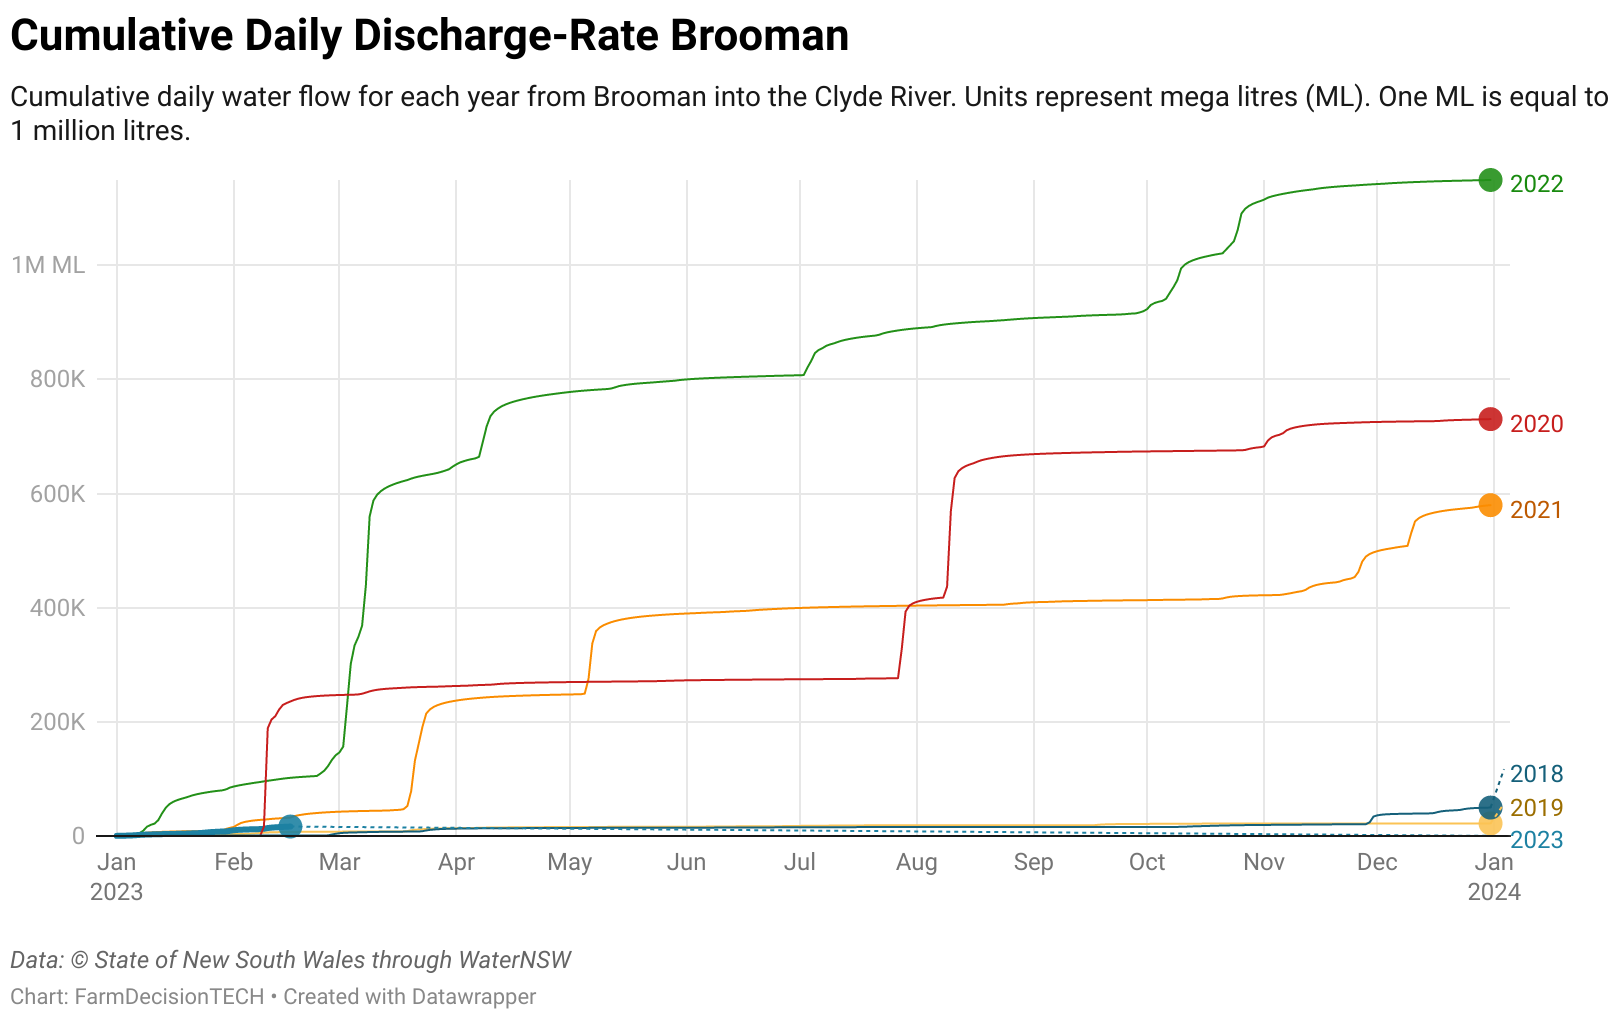 Cumulative Daily Discharge-Rate Brooman
Cumulative daily water flow for each year from Brooman into the Clyde River. Units represent mega litres (ML). One ML is equal to
1 million litres.
2022
1M ML
800K
2020
600K
2021
400K
200K
2018
2019
0
2023
Jan Feb Mar Apr May Jun Jul Aug Sep Oct Nov Dec Jan
2023 2024
Data: © State of New South Wales through WaterNSW
Chart: FarmDecisionTECH • Created with Datawrapper